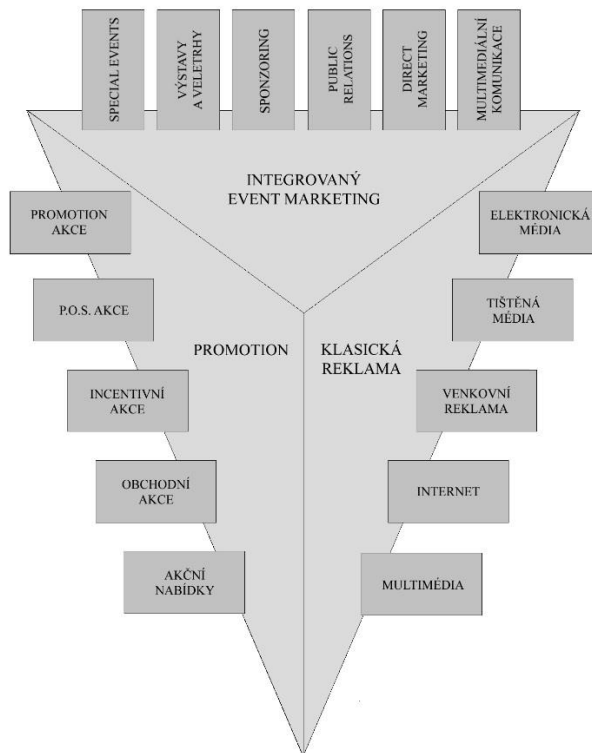 SPECIAL EVENTS
VÝSTAVY
A VELETRHY
SPONZORING
PUBLIC
RELATIONS
DIRECT
MARKETING
MULTIMEDIÁLNÍ
KOMUNIKACE
INTEGROVANÝ
EVENT MARKETING
PROMOTION
AKCE
ELEKTRONICKÁ
MÉDIA
P.O.S. AKCE
TIŠTĚNÁ
MÉDIA
PROMOTION
KLASICKÁ
REKLAMA
INCENTIVNÍ
AKCE
VENKOVNÍ
REKLAMA
OBCHODNÍ
AKCE
INTERNET
AKČNÍ
NABÍDKY
MULTIMÉDIA